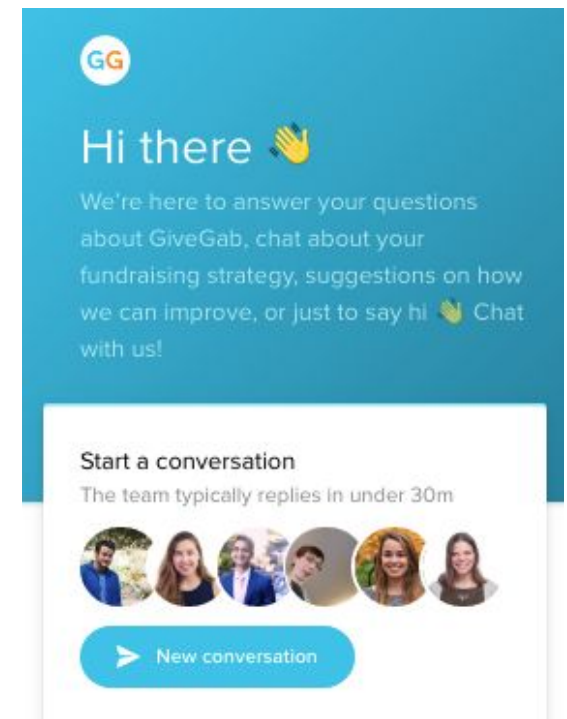 GG
Hi there 👋
We're here to answer your questions
about GiveGab, chat about your
fundraising strategy, suggestions on how
we can improve, or just to say hi 👋 Chat
with us!
Start a conversation
The team typically replies in under 30m
New conversation